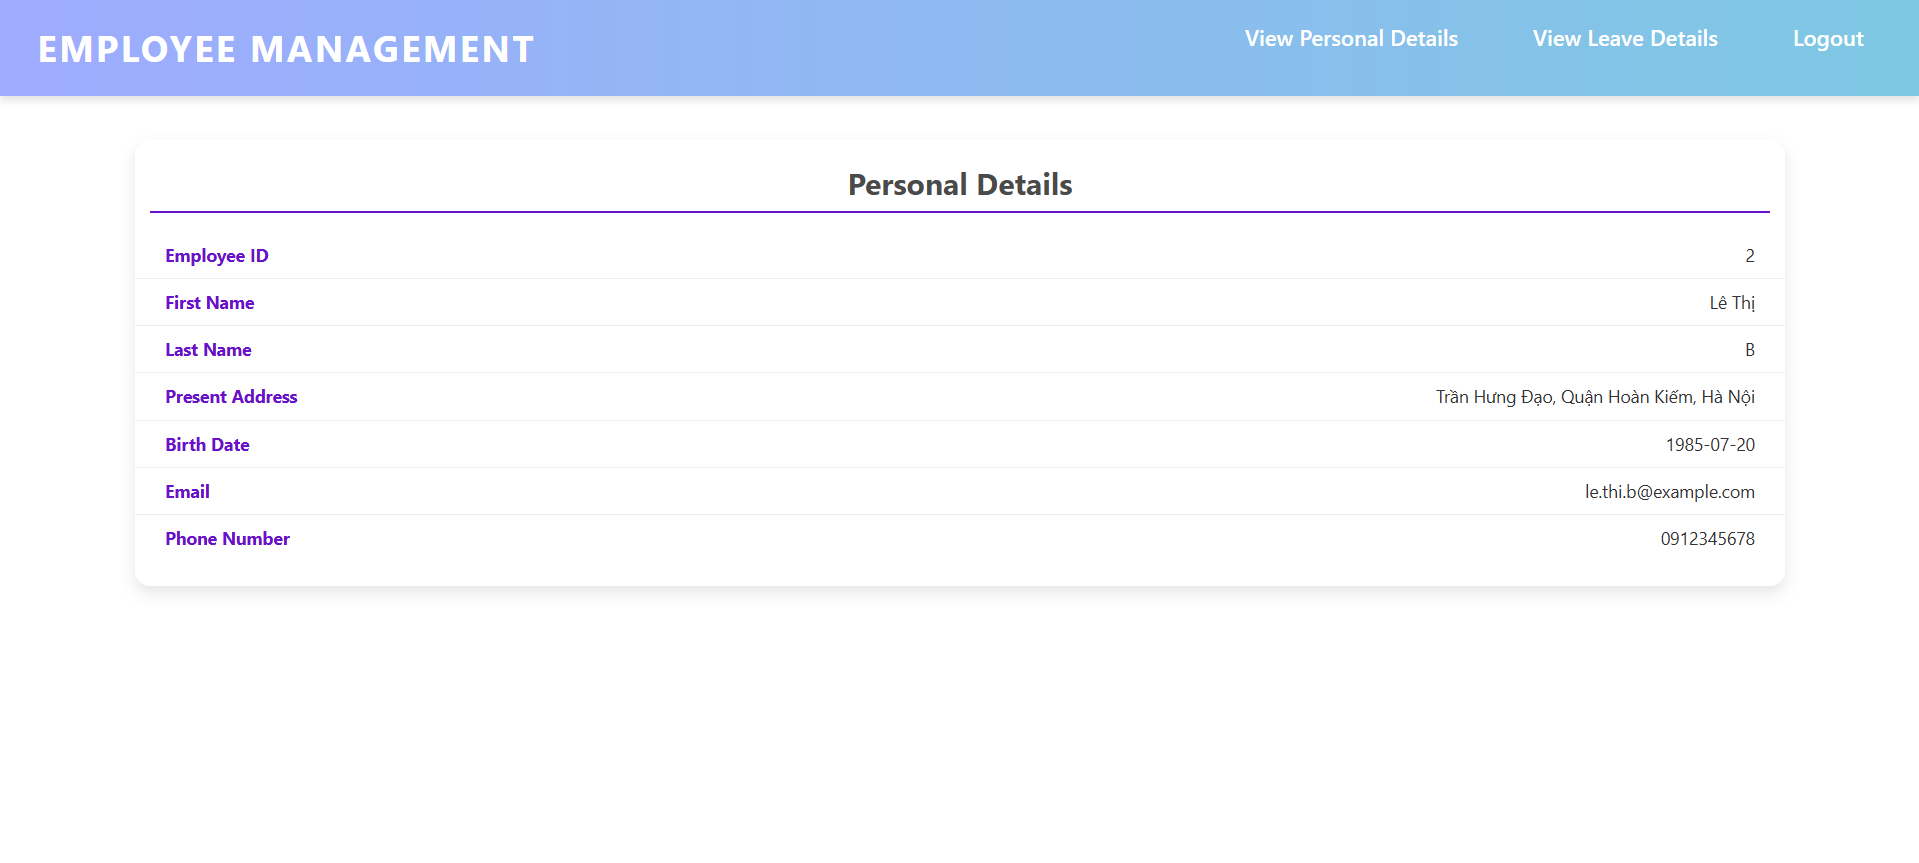 EMPLOYEE MANAGEMENT
View Personal Details
View Leave Details
Logout
Personal Details
Employee ID 2
First Name Lê Thị
Last Name B
Present Address Trần Hưng Đạo, Quận Hoàn Kiếm, Hà Nội
Birth Date 1985-07-20
Email le.thi.b@example.com
Phone Number 0912345678